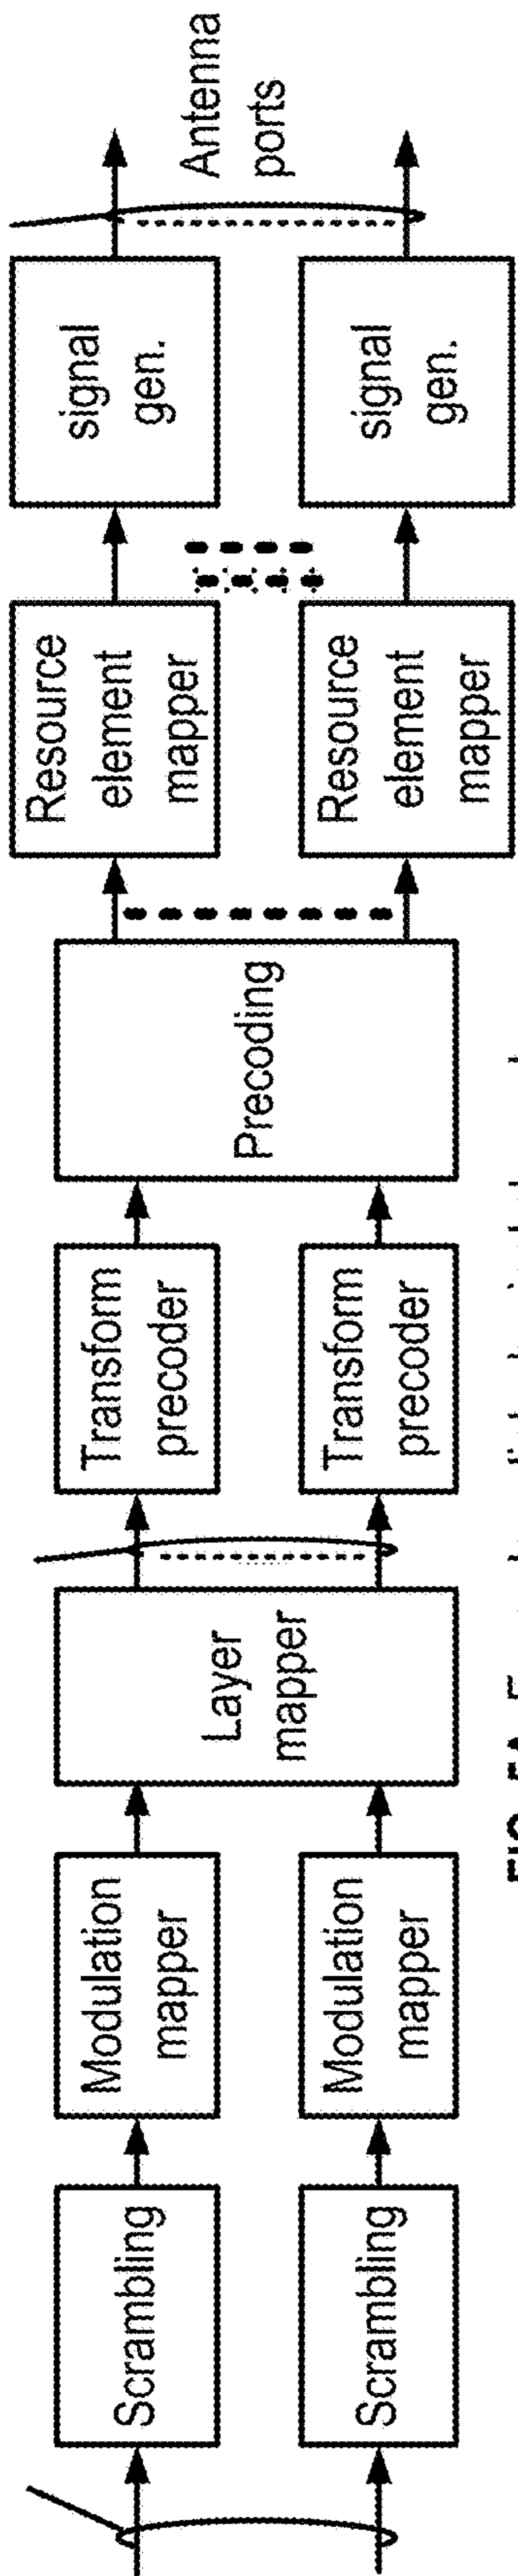 Scrambling
Modulation
mapper
Scrambling
Modulation
mapper
Layer
mapper
Transform
precoder
Transform
precoder
Precoding
Resource
element
mapper
Resource
element
mapper
signal
gen.
signal
gen.
Antenna
ports